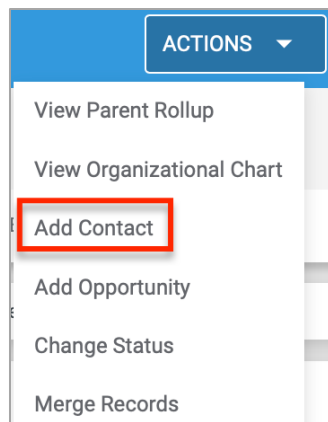 ACTIONS
View Parent Rollup
View Organizational Chart
Add Contact
Add Opportunity
Change Status
Merge Records